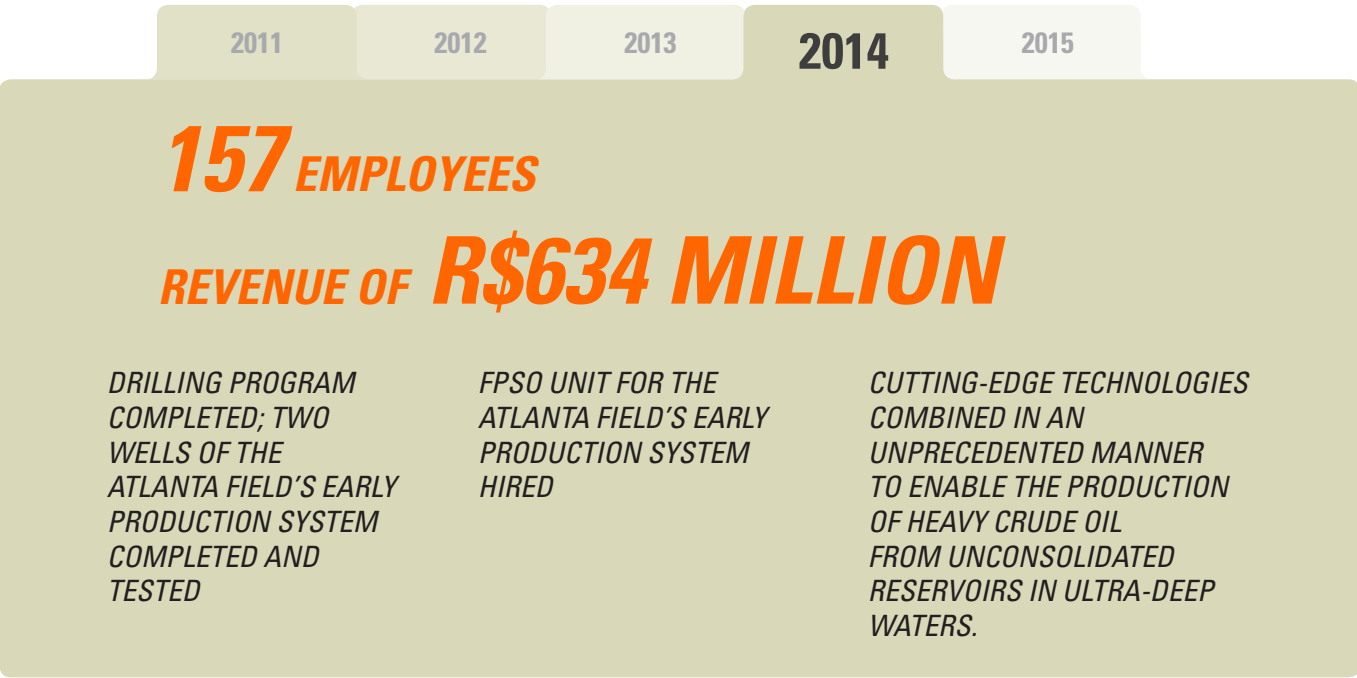 2011 2012 2013 2014 2015
157 EMPLOYEES
REVENUE OF R$634 MILLION
DRILLING PROGRAM
COMPLETED; TWO
WELLS OF THE
ATLANTA FIELD'S EARLY
PRODUCTION SYSTEM
COMPLETED AND
TESTED
FPSO UNIT FOR THE
ATLANTA FIELD'S EARLY
PRODUCTION SYSTEM
HIRED
CUTTING-EDGE TECHNOLOGIES
COMBINED IN AN
UNPRECEDENTED MANNER
TO ENABLE THE PRODUCTION
OF HEAVY CRUDE OIL
FROM UNCONSOLIDATED
RESERVOIRS IN ULTRA-DEEP
WATERS.